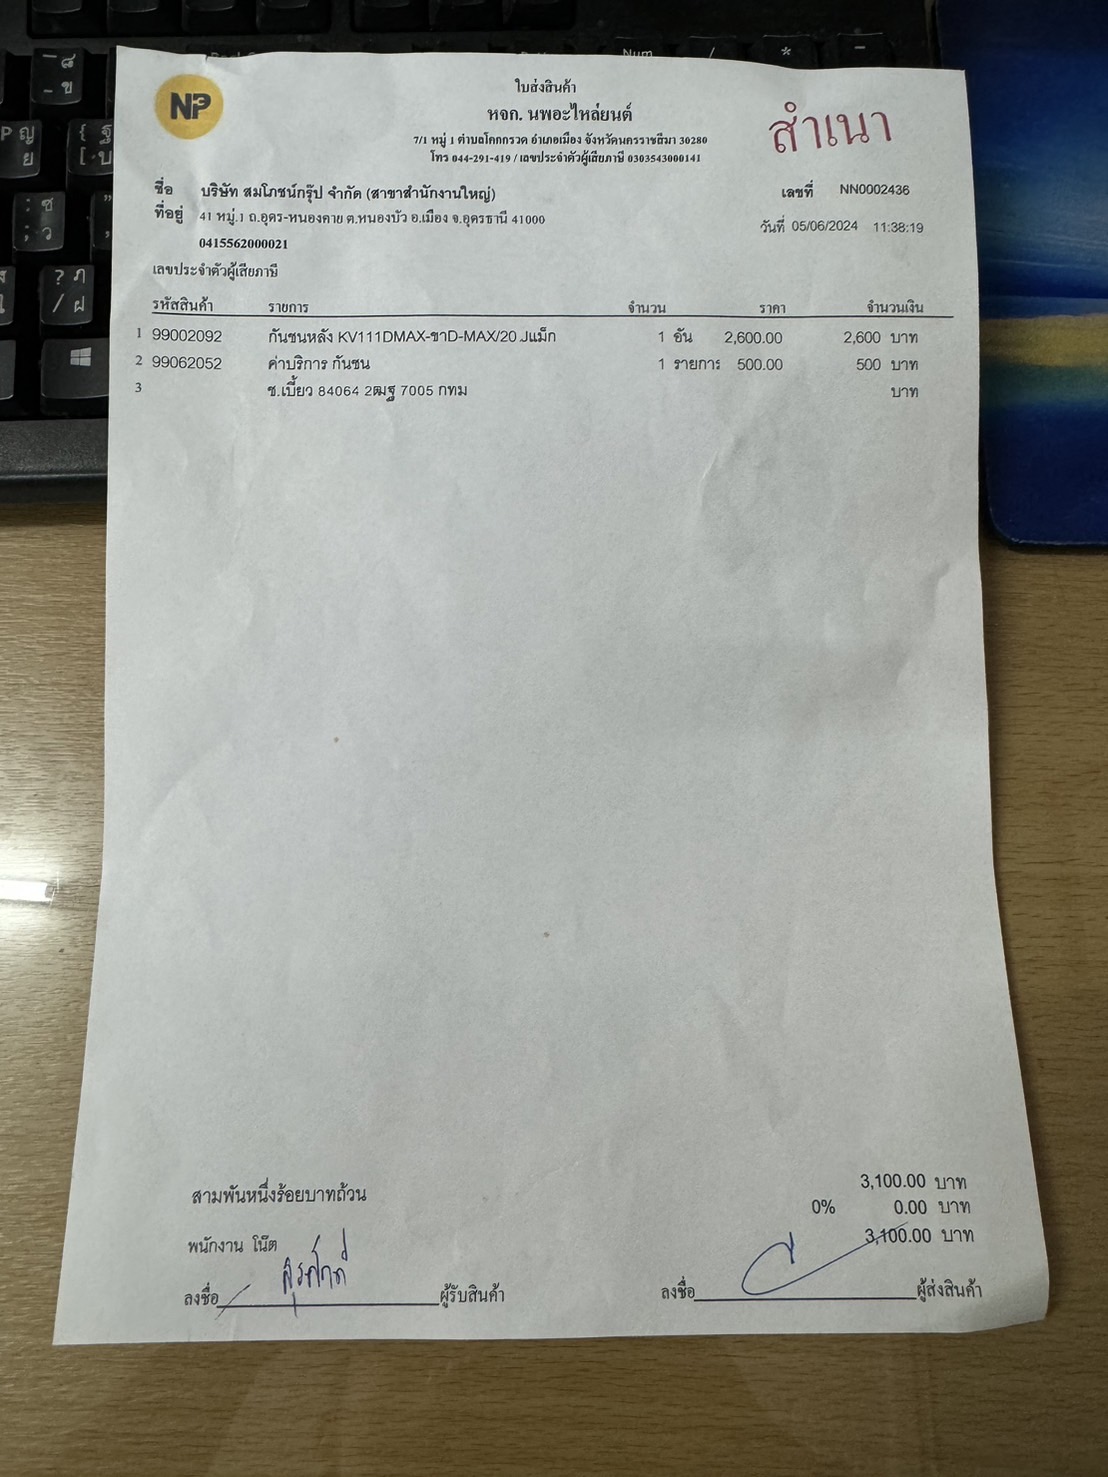 NP
ใบส่งสินค้า
หจก. นพอะไหล่ยนต์
7/1 หมู่ 1 ตำบลโคกกรวด อำเภอเมือง จังหวัดนครราชสีมา 30280
โทร 044-291-419 / เลขประจำตัวผู้เสียภาษี 0303543000141
สำเนา
ชื่อ บริษัท สมโภชน์กรุ๊ป จำกัด (สาขาสำนักงานใหญ่)
เลขที่ NN0002436
ที่อยู่ 41 หมู่.1 ถ.อุดร-หนองคาย ต.หนองบัว อ.เมือง จ.อุดรธานี 41000
วันที่ 05/06/2024 11:38:19
0415562000021
เลขประจำตัวผู้เสียภาษี
รหัสสินค้า รายการ จำนวน ราคา จำนวนเงิน
1 99002092 กันชนหลัง KV111DMAX-ขาD-MAX/20 Jแม็ก 1 อัน 2,600.00 2,600 บาท
2 99062052 ค่าบริการ กันชน 1 รายการ 500.00 500 บาท
3 ช.เบี้ยว 84064 2ฒฐ 7005 กทม บาท
3,100.00 บาท
สามพันหนึ่งร้อยบาทถ้วน
0% 0.00 บาท
3,100.00 บาท
พนักงาน โน๊ต
ลงชื่อ สุรศักดิ์ ผู้รับสินค้า
ลงชื่อ ผู้ส่งสินค้า